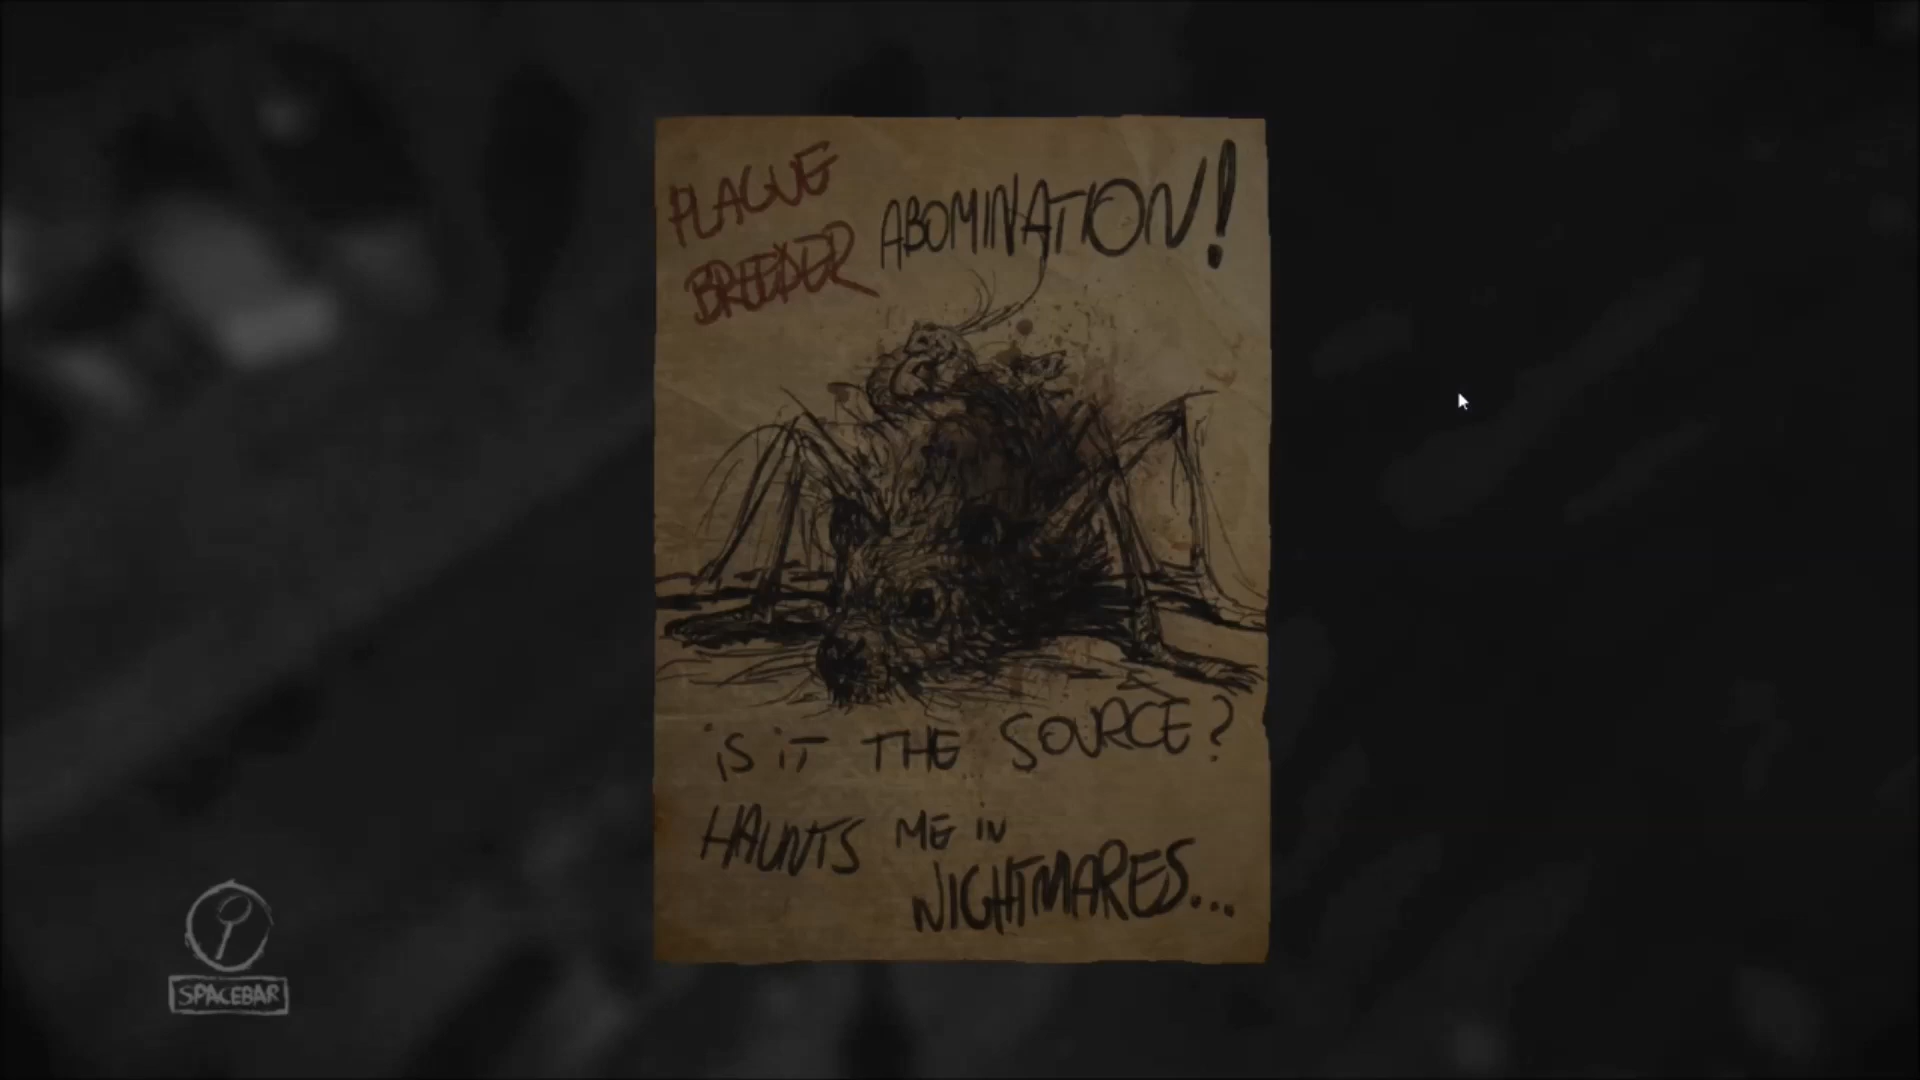 PLAGUE
BREEDER
ABOMINATION!
iS iT THE SOURCE?
HAUNTS ME IN
NIGHTMARES...
SPACEBAR